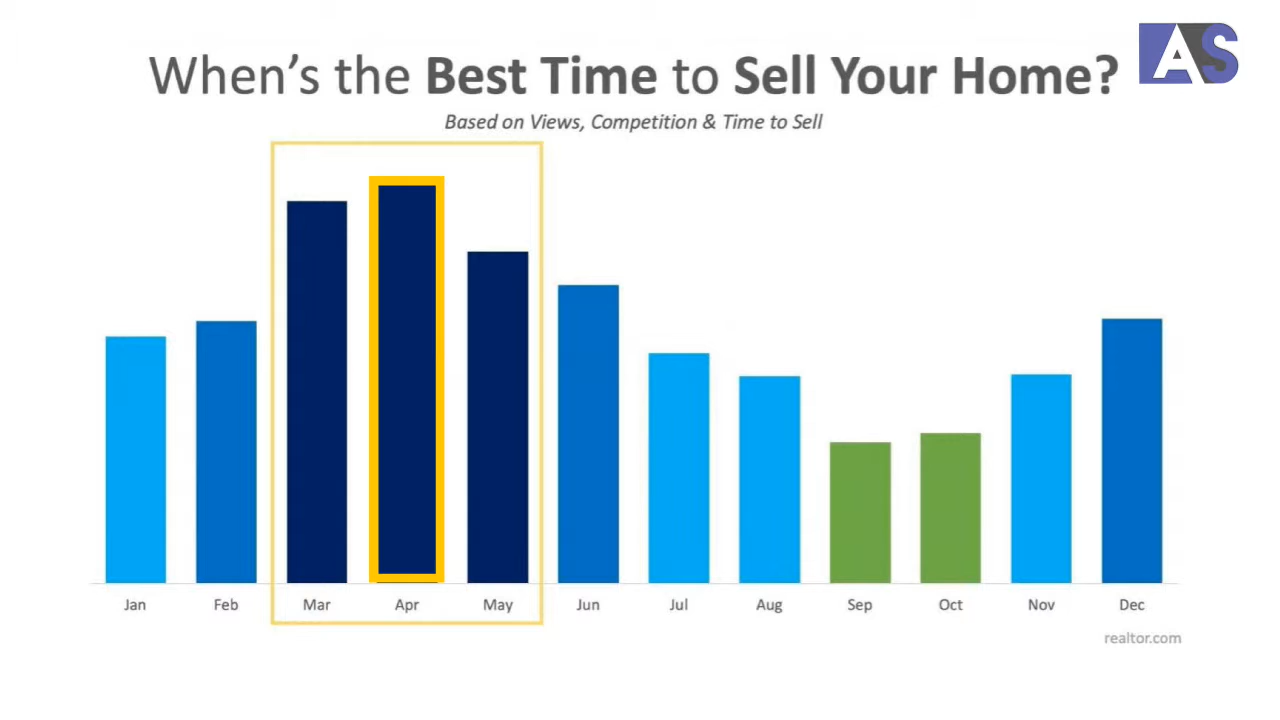 When’s the Best Time to Sell Your Home?
AS
Based on Views, Competition & Time to Sell
Jan Feb Mar Apr May Jun Jul Aug Sep Oct Nov Dec
realtor.com